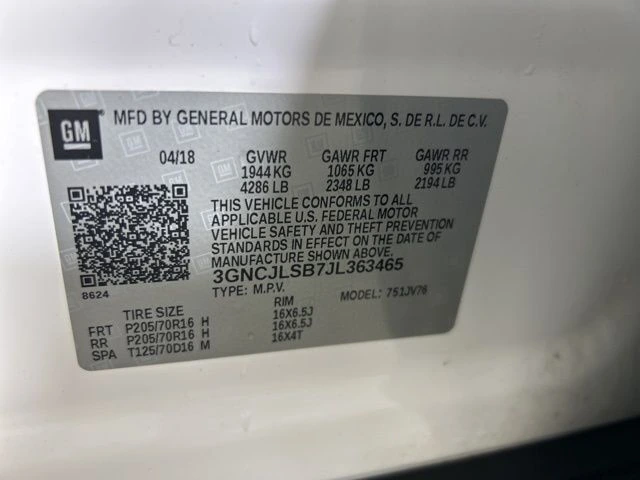 GM
MFD BY GENERAL MOTORS DE MEXICO, S. DE R.L. DE C.V.
04/18 GVWR GAWR FRT GAWR RR
1944 KG 1065 KG 995 KG
4286 LB 2348 LB 2194 LB
THIS VEHICLE CONFORMS TO ALL
APPLICABLE U.S. FEDERAL MOTOR
VEHICLE SAFETY AND THEFT PREVENTION
STANDARDS IN EFFECT ON THE DATE OF
MANUFACTURE SHOWN ABOVE.
3GNCJLSB7JL363465
8624
TYPE: M.P.V. MODEL: 751JV76
TIRE SIZE RIM
FRT P205/70R16 H 16X6.5J
RR P205/70R16 H 16X6.5J
SPA T125/70D16 M 16X4T